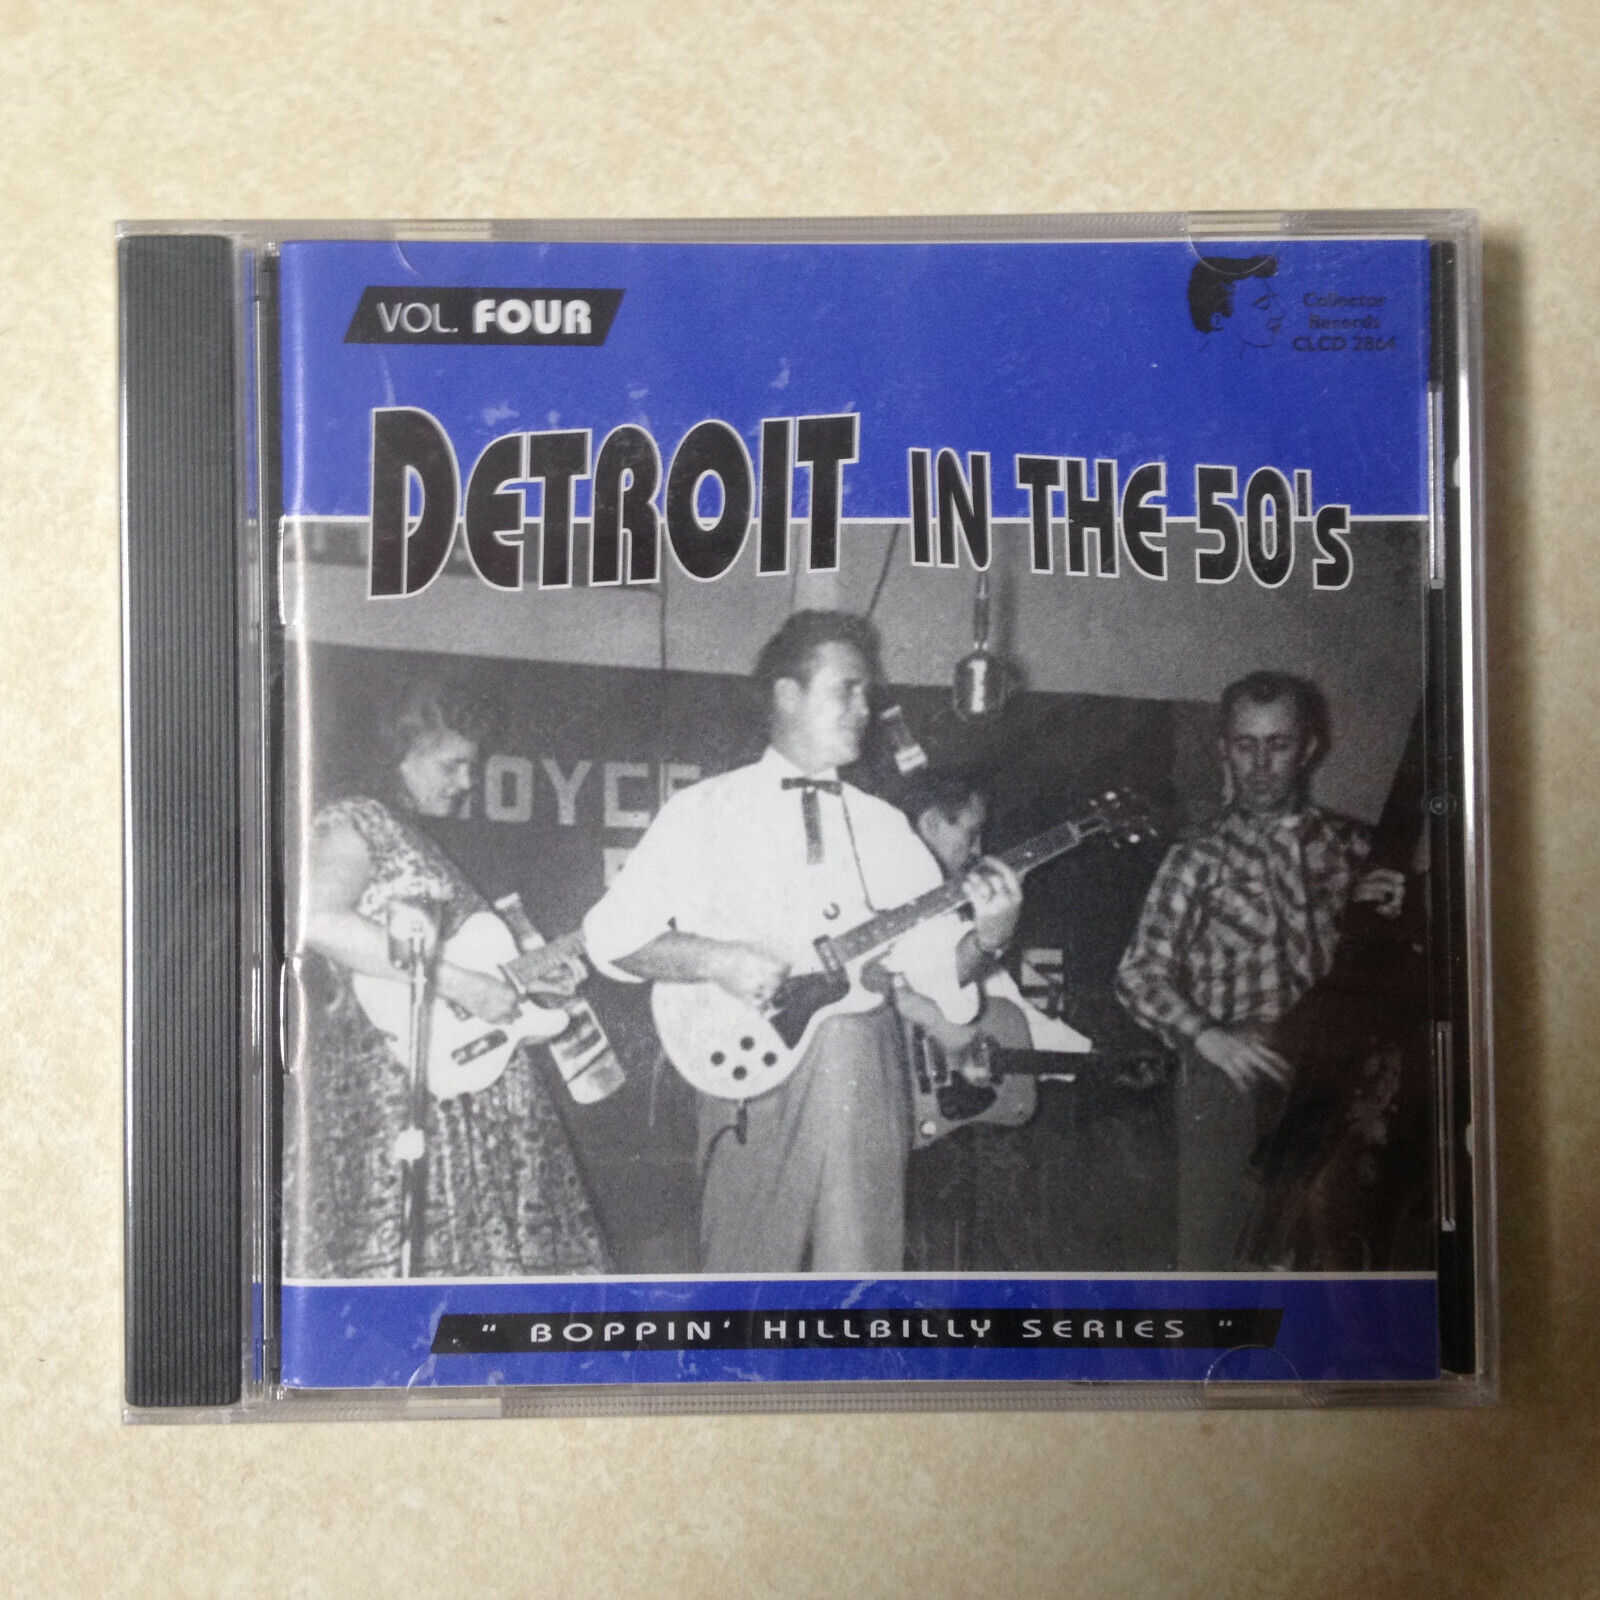 VOL. FOUR
Collector
Records
CLCD 2864
DETROIT IN THE 50's
" BOPPIN' HILLBILLY SERIES "